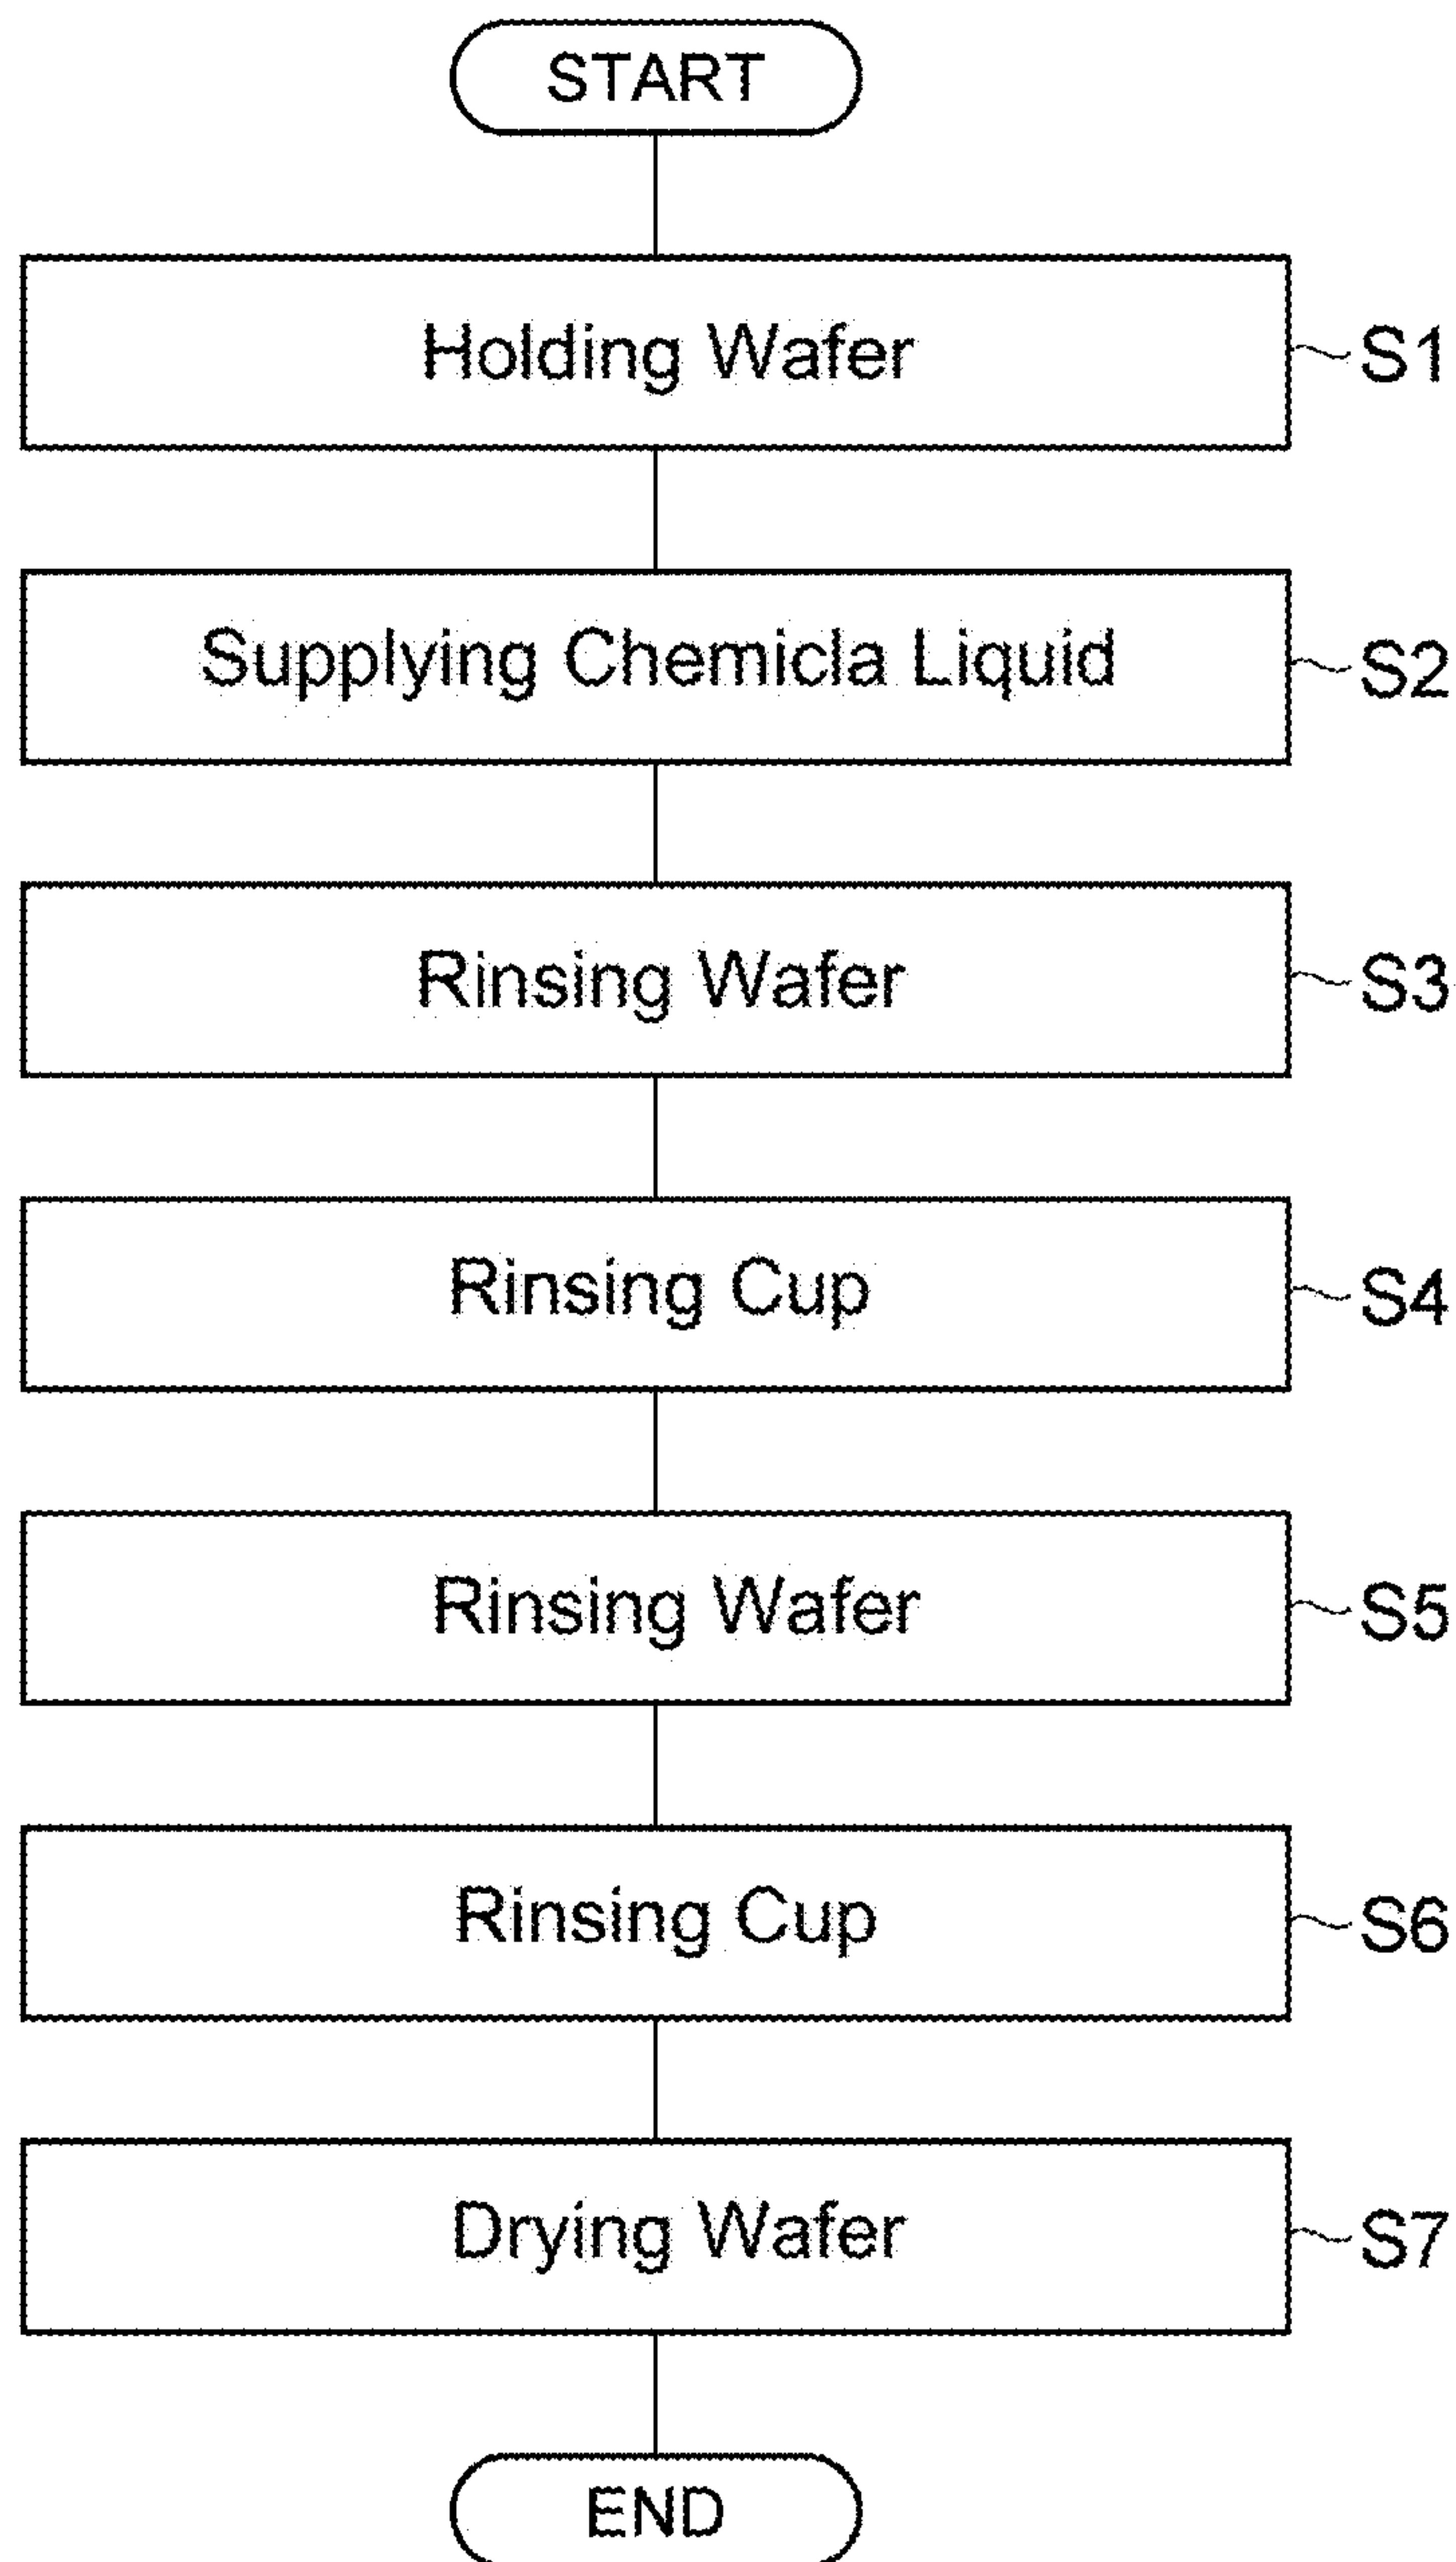 START
Holding Wafer
S1
Supplying Chemicla Liquid
S2
Rinsing Wafer
S3
Rinsing Cup
S4
Rinsing Wafer
S5
Rinsing Cup
S6
Drying Wafer
S7
END